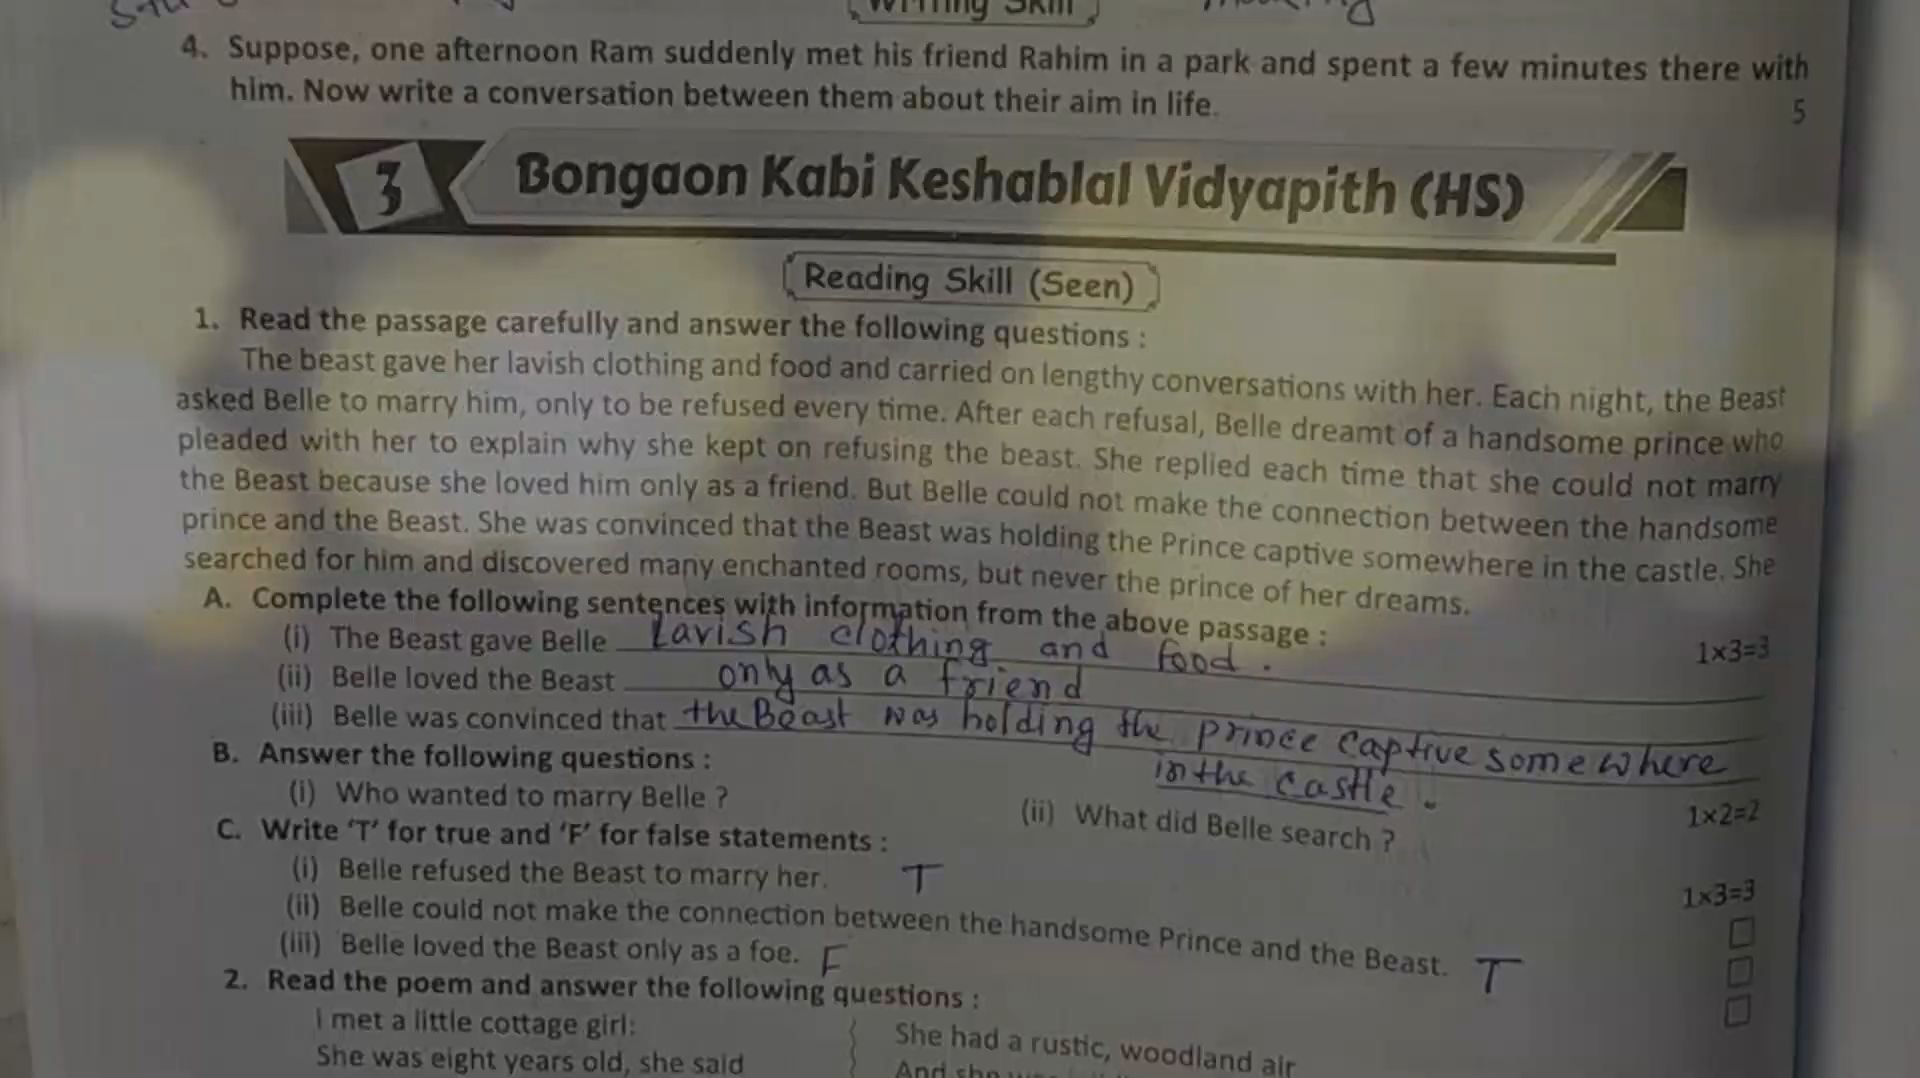 Writing Skill
4. Suppose, one afternoon Ram suddenly met his friend Rahim in a park and spent a few minutes there with
him. Now write a conversation between them about their aim in life.
5
3 Bongaon Kabi Keshablal Vidyapith (HS)
Reading Skill (Seen)
1. Read the passage carefully and answer the following questions :
The beast gave her lavish clothing and food and carried on lengthy conversations with her. Each night, the Beast
asked Belle to marry him, only to be refused every time. After each refusal, Belle dreamt of a handsome prince who
pleaded with her to explain why she kept on refusing the beast. She replied each time that she could not marry
the Beast because she loved him only as a friend. But Belle could not make the connection between the handsome
prince and the Beast. She was convinced that the Beast was holding the Prince captive somewhere in the castle. She
searched for him and discovered many enchanted rooms, but never the prince of her dreams.
A. Complete the following sentences with information from the above passage :
1x3=3
(i) The Beast gave Belle Lavish clothing and food.
(ii) Belle loved the Beast only as a friend
(iii) Belle was convinced that the Beast was holding the prince captive somewhere
in the castle.
B. Answer the following questions :
1x2=2
(i) Who wanted to marry Belle ?
(ii) What did Belle search ?
C. Write 'T' for true and 'F' for false statements :
1x3=3
(i) Belle refused the Beast to marry her. T
(ii) Belle could not make the connection between the handsome Prince and the Beast. T
(iii) Belle loved the Beast only as a foe. F
2. Read the poem and answer the following questions :
I met a little cottage girl:
She was eight years old, she said
She had a rustic, woodland air
And she